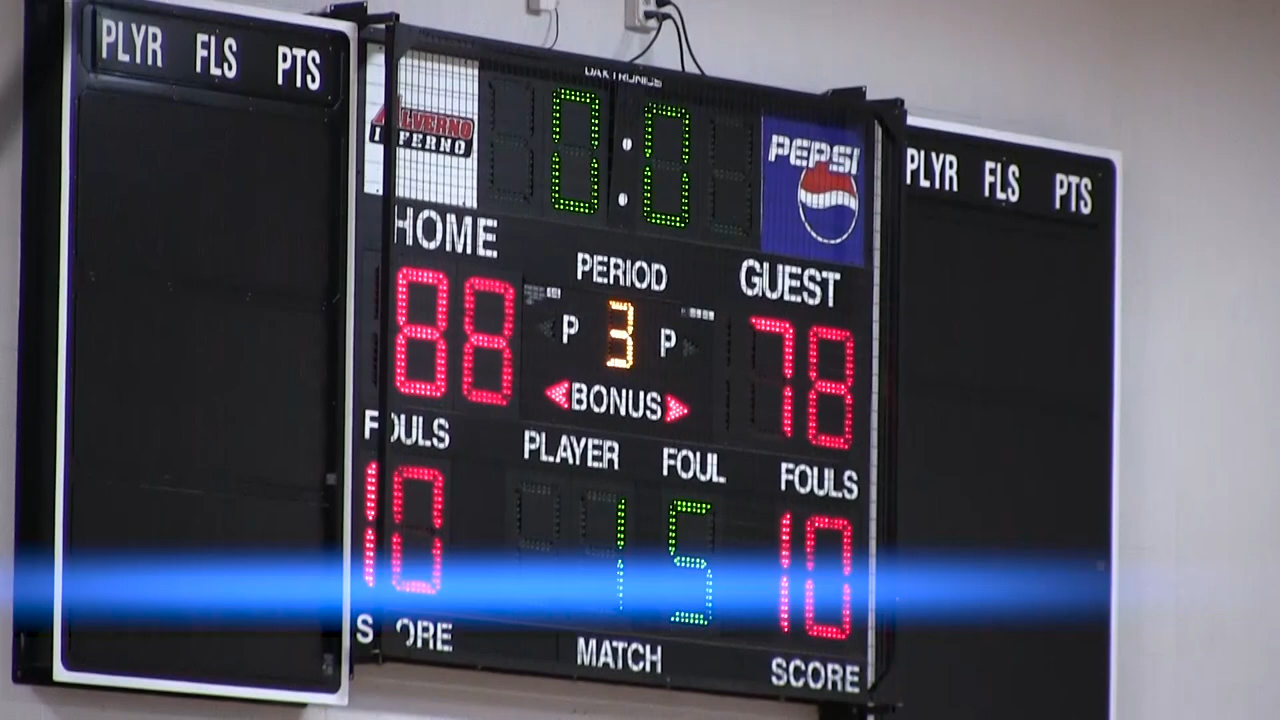 PLYR FLS PTS
DAKTRONICS
ALVERNO
INFERNO
0:0
PEPSI
PLYR FLS PTS
HOME
PERIOD
GUEST
88
P 3 P
78
BONUS
FOULS
PLAYER FOUL
FOULS
10
1 5
10
SCORE
MATCH
SCORE